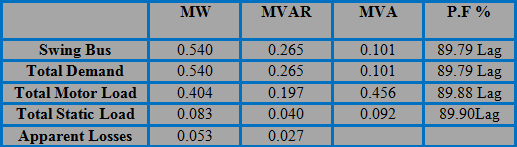 MW MVAR MVA P.F %
Swing Bus 0.540 0.265 0.101 89.79 Lag
Total Demand 0.540 0.265 0.101 89.79 Lag
Total Motor Load 0.404 0.197 0.456 89.88 Lag
Total Static Load 0.083 0.040 0.092 89.90Lag
Apparent Losses 0.053 0.027